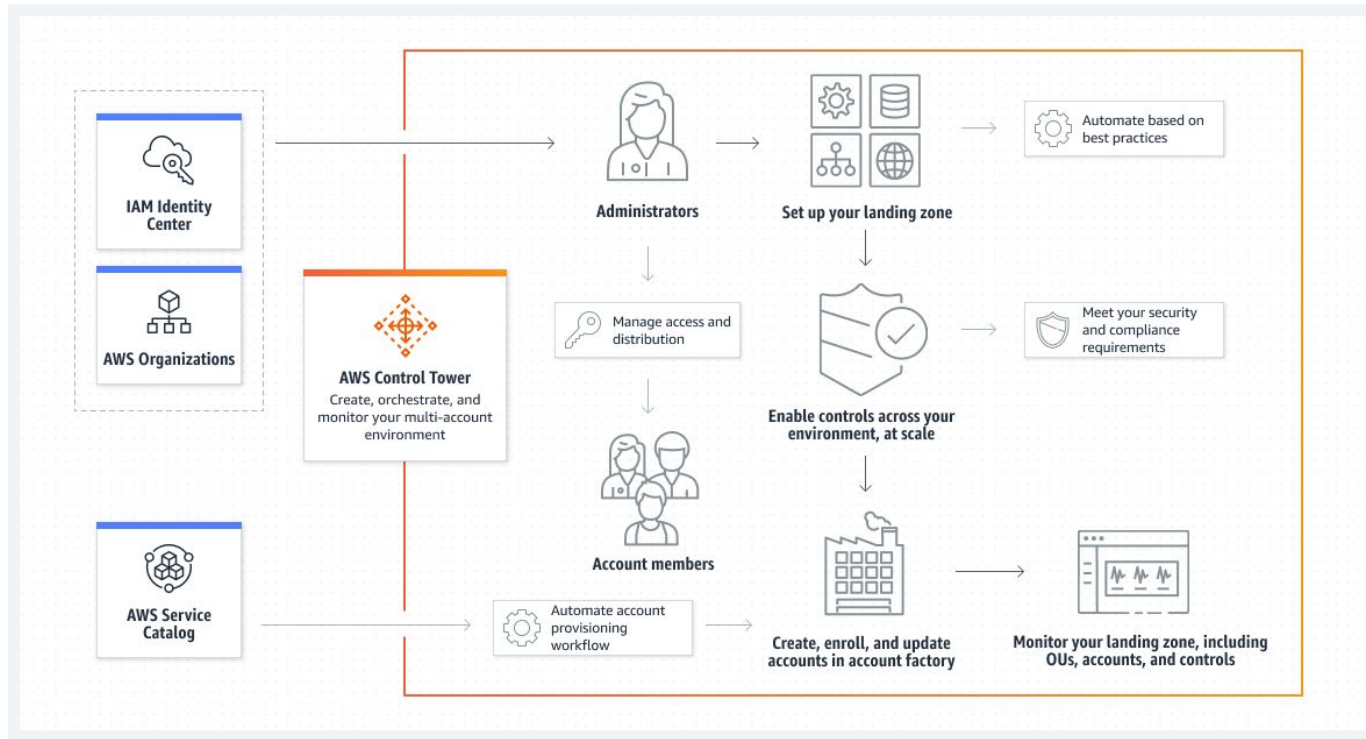 IAM Identity
Center
AWS Organizations
AWS Service
Catalog
AWS Control Tower
Create, orchestrate, and
monitor your multi-account
environment
Administrators
Manage access and
distribution
Account members
Automate account
provisioning
workflow
Set up your landing zone
Automate based on
best practices
Enable controls across your
environment, at scale
Meet your security
and compliance
requirements
Create, enroll, and update
accounts in account factory
Monitor your landing zone, including
OUs, accounts, and controls